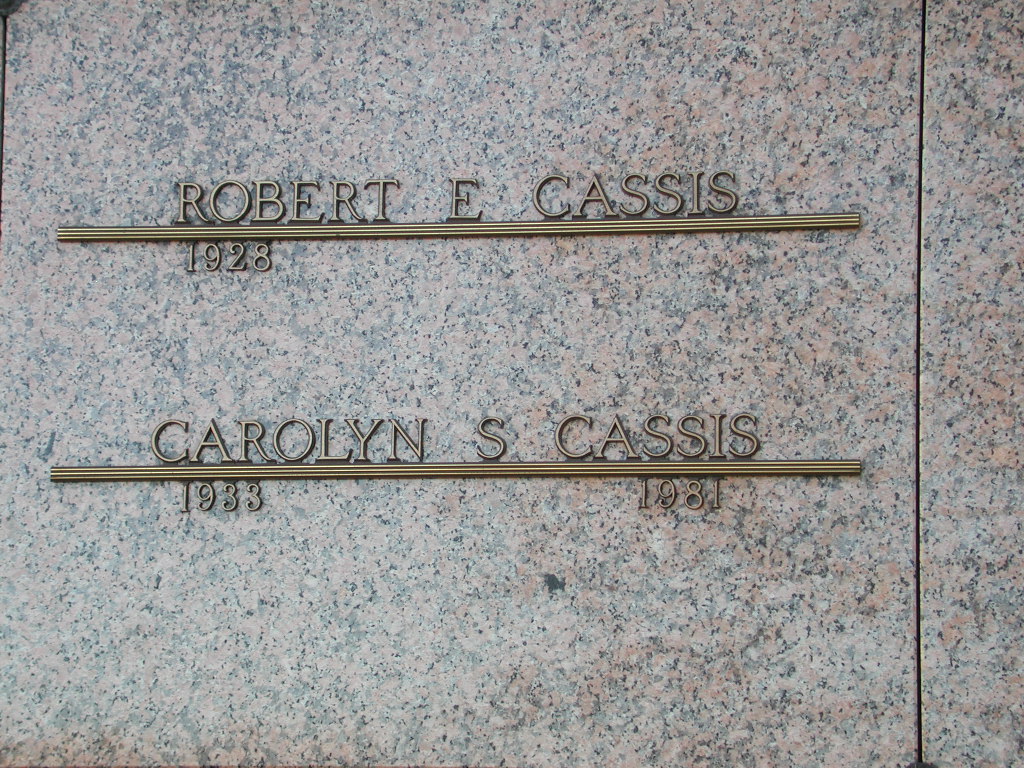 ROBERT E CASSIS
1928
CAROLYN S CASSIS
1933 1981